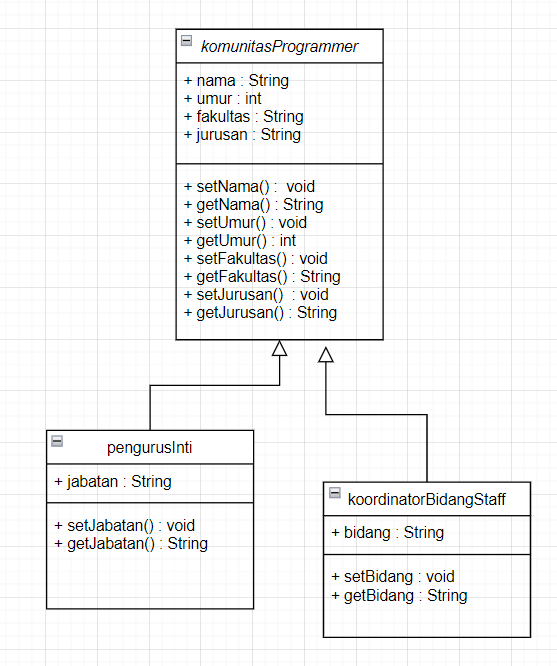 komunitasProgrammer
+ nama : String
+ umur : int
+ fakultas : String
+ jurusan : String
+ setNama() : void
+ getNama() : String
+ setUmur() : void
+ getUmur() : int
+ setFakultas() : void
+ getFakultas() : String
+ setJurusan() : void
+ getJurusan() : String
pengurusInti
+ jabatan : String
+ setJabatan() : void
+ getJabatan() : String
koordinatorBidangStaff
+ bidang : String
+ setBidang : void
+ getBidang : String